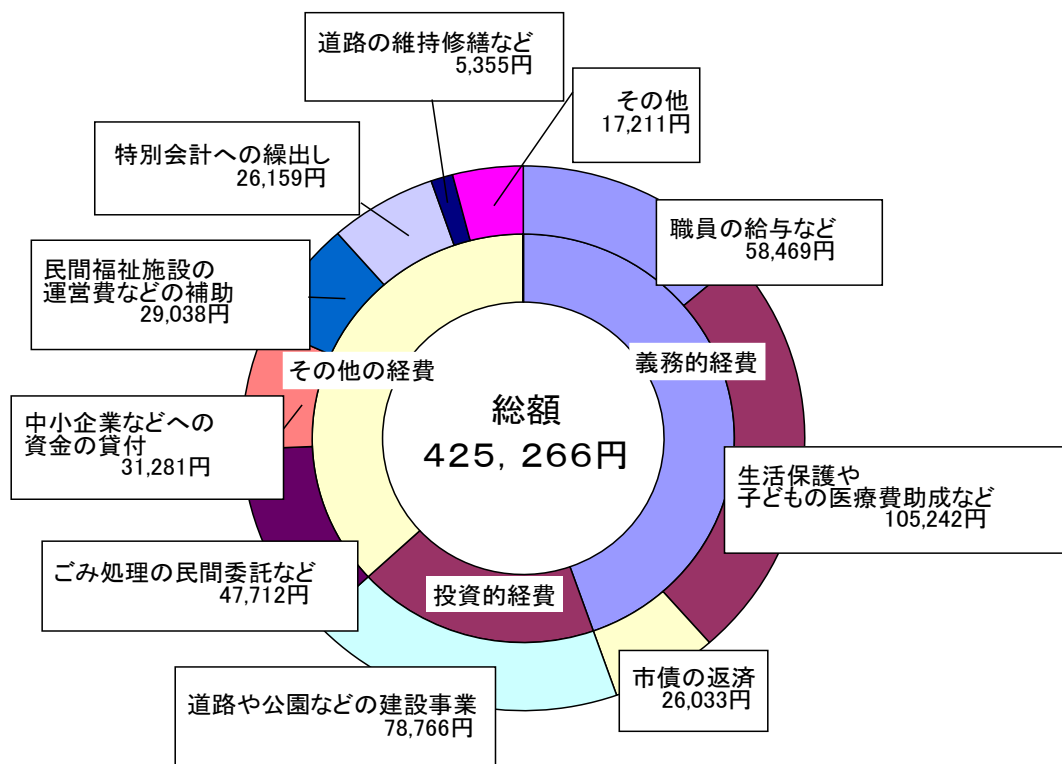 道路の維持修繕など
5,355円
その他
17,211円
特別会計への繰出し
26,159円
職員の給与など
58,469円
民間福祉施設の
運営費などの補助
29,038円
その他の経費
義務的経費
総額
425,266円
中小企業などへの
資金の貸付
31,281円
生活保護や
子どもの医療費助成など
105,242円
ごみ処理の民間委託など
47,712円
投資的経費
市債の返済
26,033円
道路や公園などの建設事業
78,766円